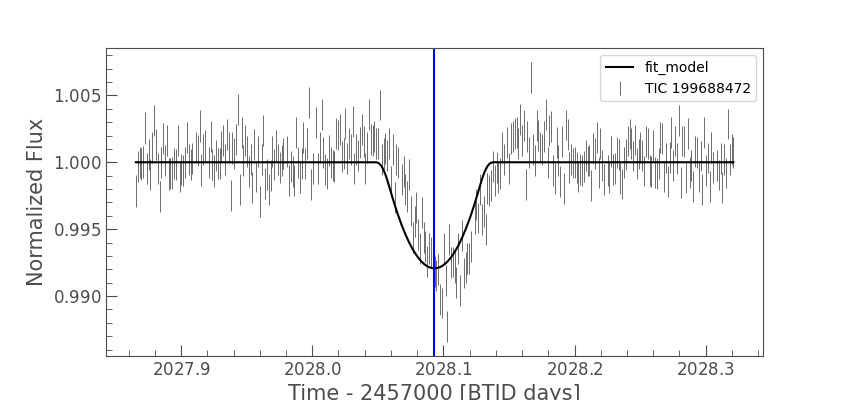 1.005
1.000
0.995
0.990
Normalized Flux
fit_model
TIC 199688472
2027.9 2028.0 2028.1 2028.2 2028.3
Time - 2457000 [BTJD days]